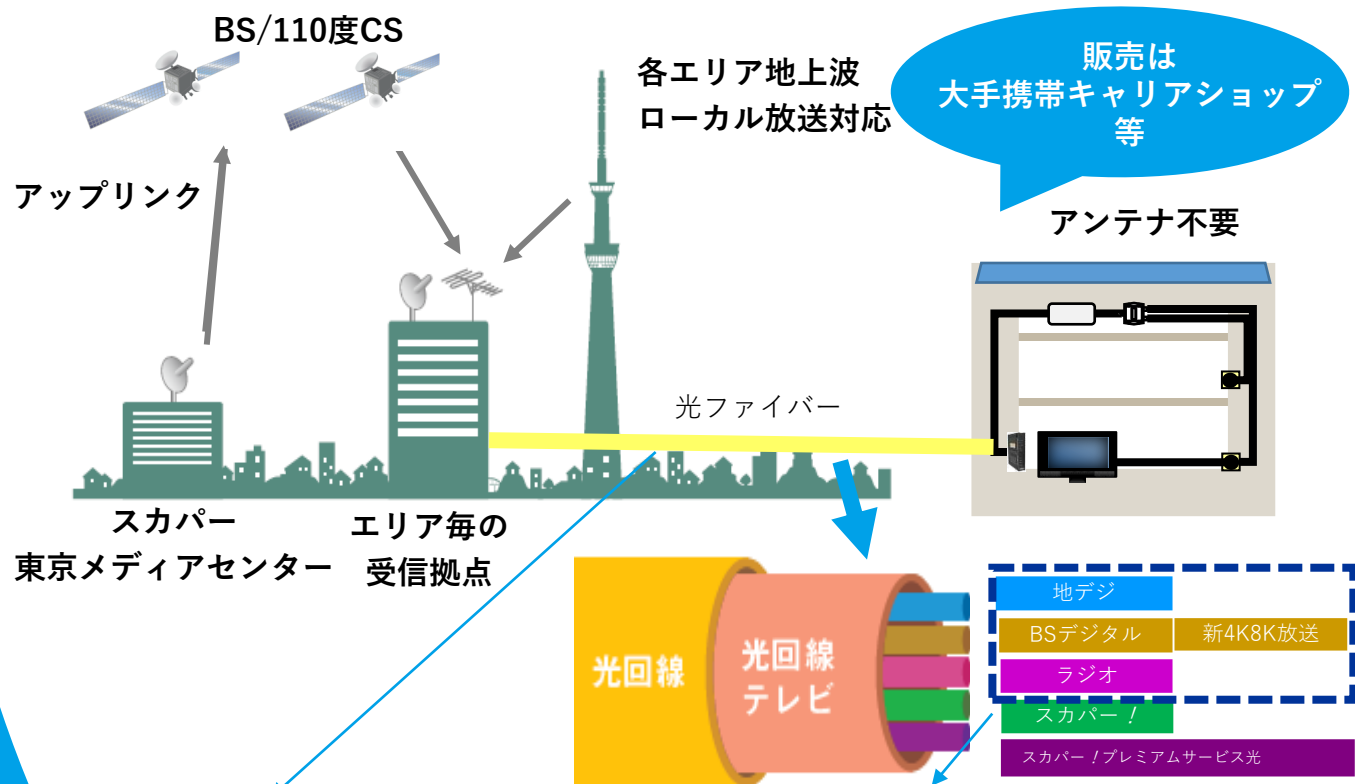 BS/110度CS
各エリア地上波
ローカル放送対応
販売は
大手携帯キャリアショップ
等
アップリンク
アンテナ不要
光ファイバー
スカパー
東京メディアセンター
エリア毎の
受信拠点
光回線
光回線
テレビ
地デジ
BSデジタル
新4K8K放送
ラジオ
スカパー！
スカパー！プレミアムサービス光